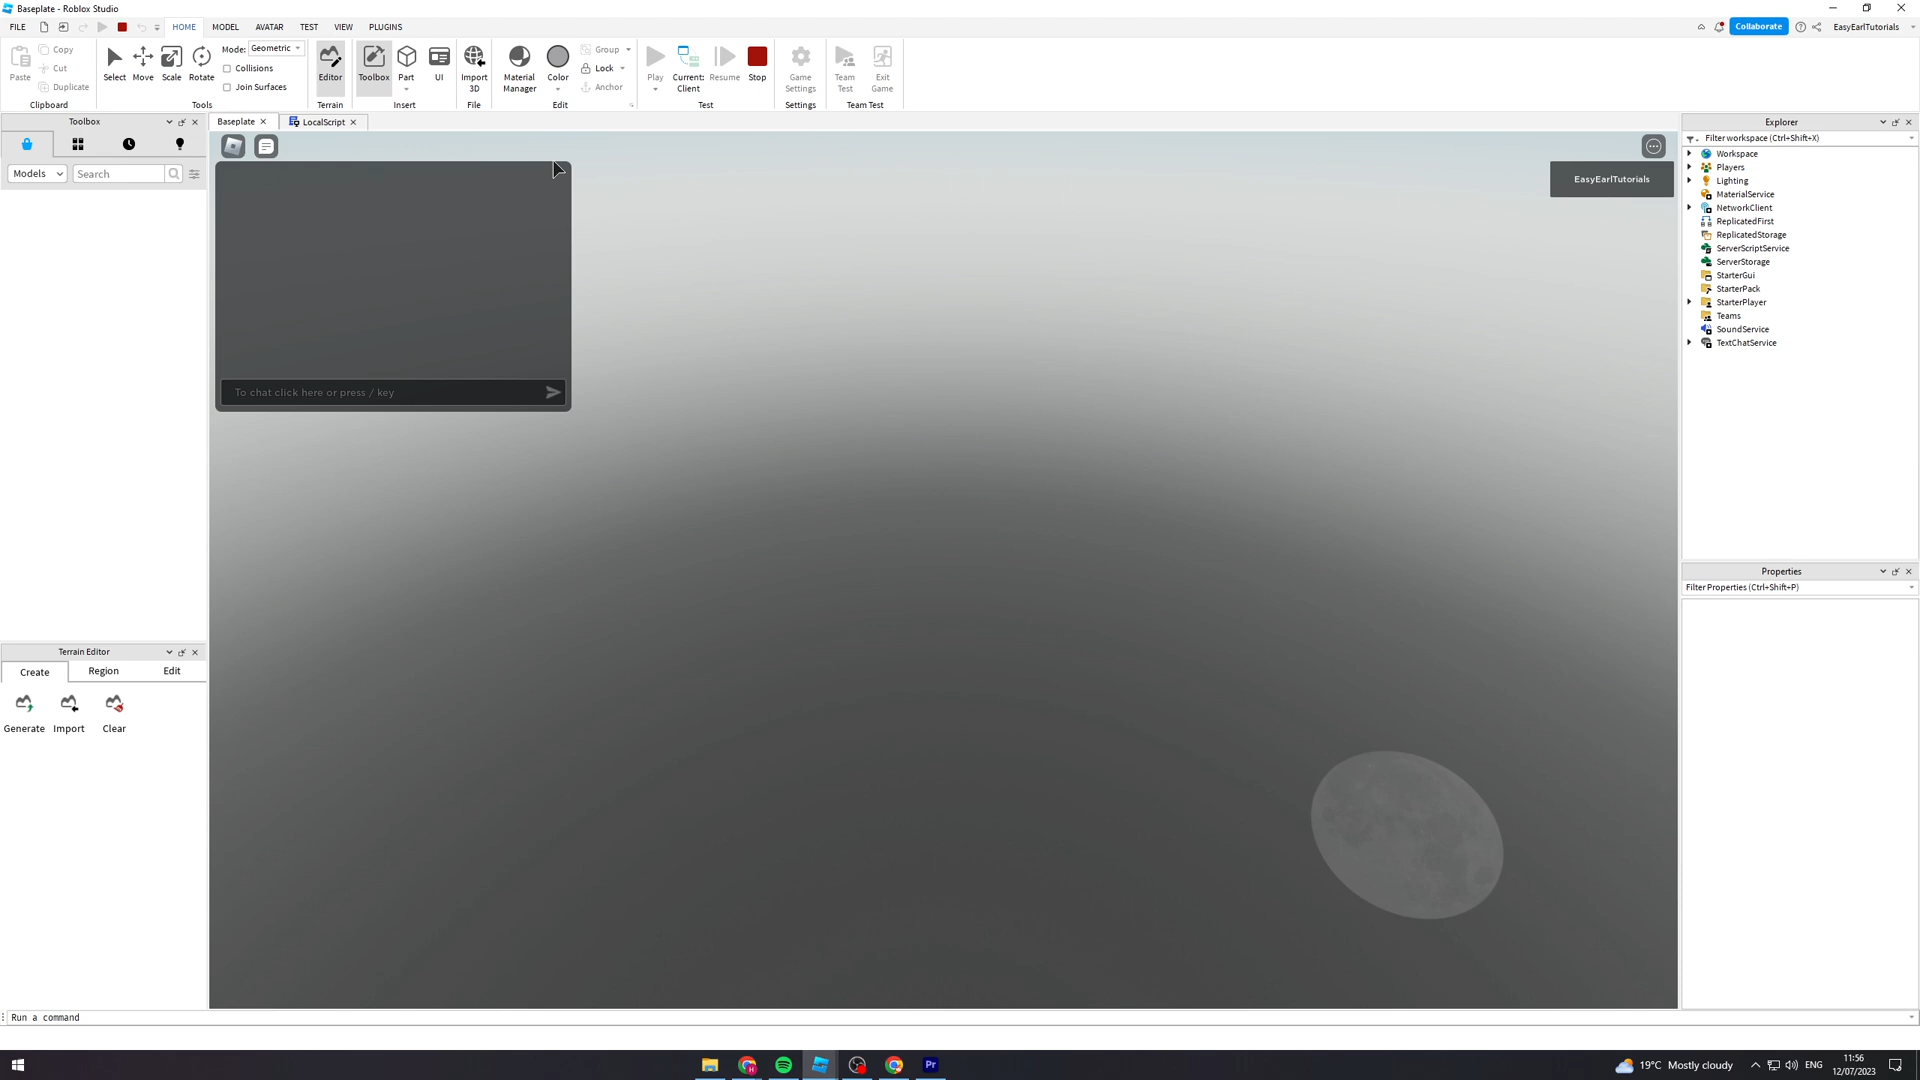 Baseplate - Roblox Studio
FILE
HOME
MODEL
AVATAR
TEST
VIEW
PLUGINS
Collaborate
EasyEarlTutorials
Paste
Copy
Cut
Duplicate
Clipboard
Select
Move
Scale
Rotate
Mode:
Geometric
Collisions
Join Surfaces
Tools
Editor
Terrain
Toolbox
Part
UI
Insert
Import
3D
File
Material
Manager
Color
Group
Lock
Anchor
Edit
Play
Current:
Client
Resume
Stop
Test
Game
Settings
Settings
Team
Test
Exit
Game
Team Test
Toolbox
Models
Search
Baseplate
LocalScript
To chat click here or press / key
EasyEarlTutorials
Explorer
Filter workspace (Ctrl+Shift+X)
Workspace
Players
Lighting
MaterialService
NetworkClient
ReplicatedFirst
ReplicatedStorage
ServerScriptService
ServerStorage
StarterGui
StarterPack
StarterPlayer
Teams
SoundService
TextChatService
Properties
Filter Properties (Ctrl+Shift+P)
Terrain Editor
Create
Region
Edit
Generate
Import
Clear
Run a command
Pr
19°C Mostly cloudy
ENG
11:56
12/07/2023